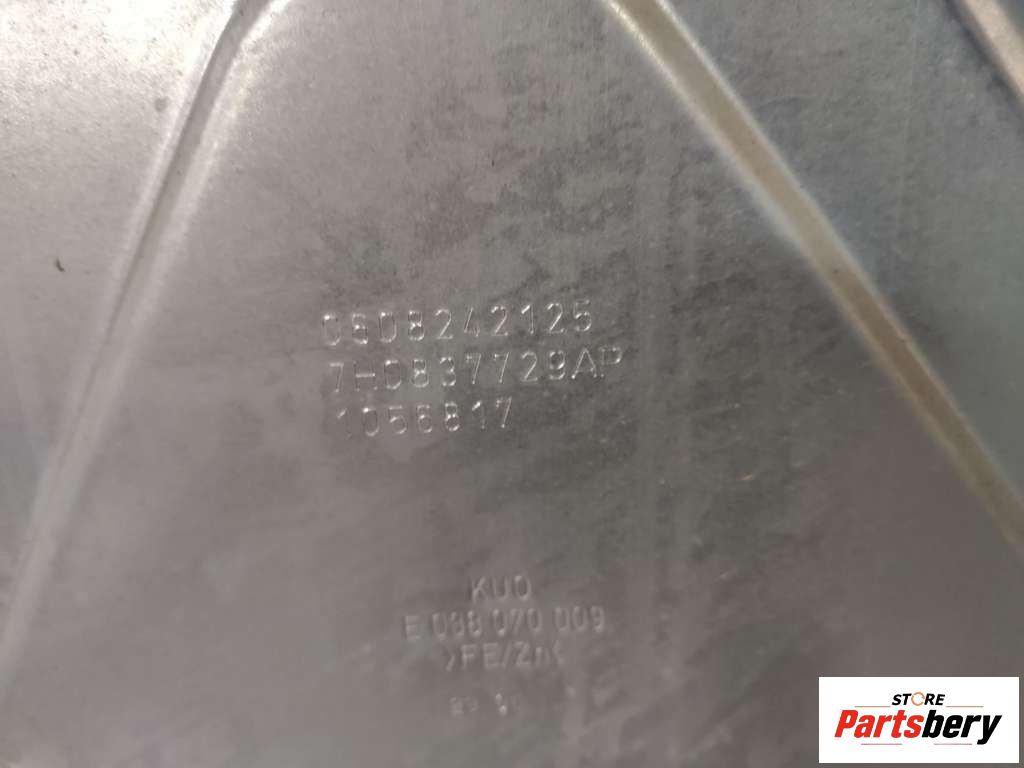 0608242125
7H0837729AP
1056817
KUO
E 038 070 009
>FE/Zn<
STORE
Partsbery